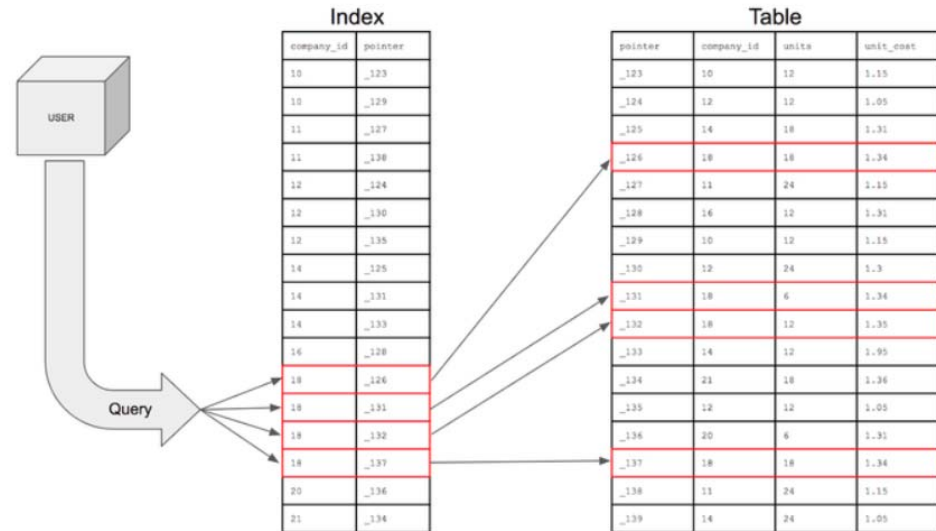 Index
Table
company_id pointer
pointer company_id units unit_cost
10 _123
_123 10 12 1.15
10 _129
_124 12 12 1.05
USER
11 _127
_125 14 18 1.31
11 _138
_126 18 18 1.34
12 _124
_127 11 24 1.15
12 _130
_128 16 12 1.31
12 _135
_129 10 12 1.15
14 _125
_130 12 24 1.3
14 _131
_131 18 6 1.34
14 _133
_132 18 12 1.35
16 _128
_133 14 12 1.95
18 _126
_134 21 18 1.36
Query
18 _131
_135 12 12 1.05
18 _132
_136 20 6 1.31
18 _137
_137 18 18 1.34
20 _136
_138 11 24 1.15
21 _134
_139 14 24 1.05